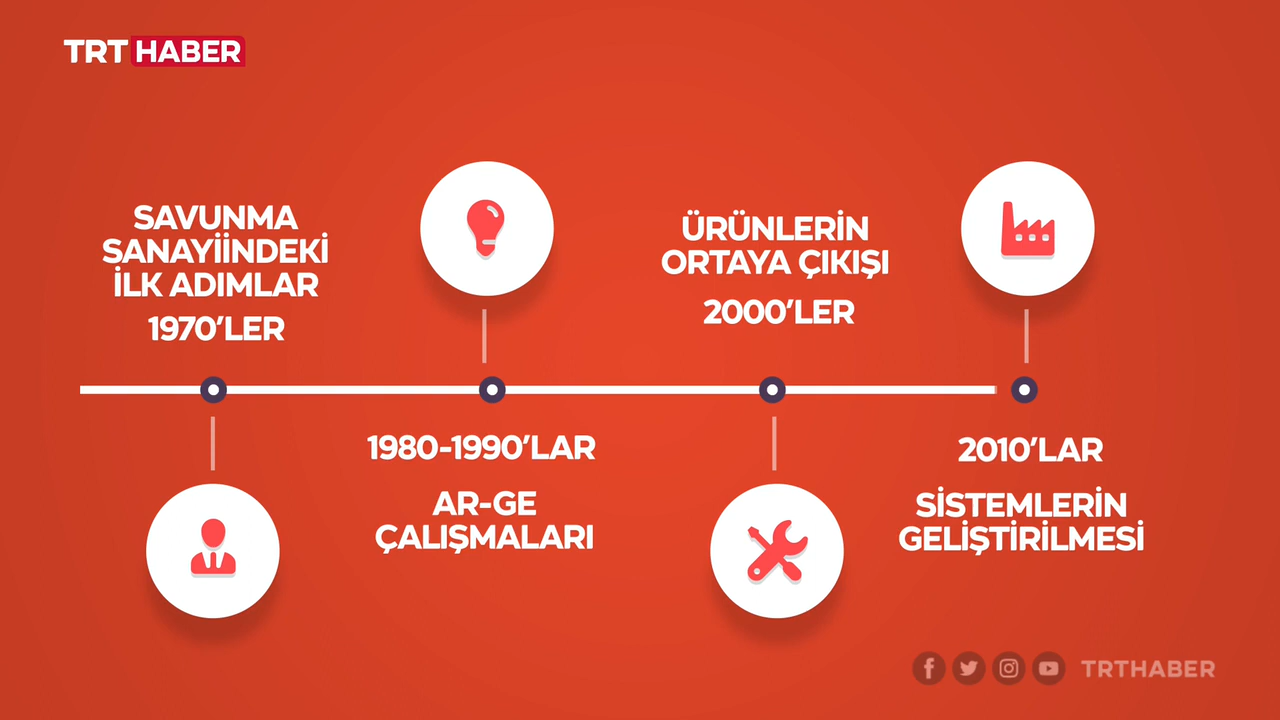 TRT HABER
SAVUNMA
SANAYİİNDEKİ
İLK ADIMLAR
1970'LER
1980-1990'LAR
AR-GE
ÇALIŞMALARI
ÜRÜNLERİN
ORTAYA ÇIKIŞI
2000'LER
2010'LAR
SİSTEMLERİN
GELİŞTİRİLMESİ
TRTHABER